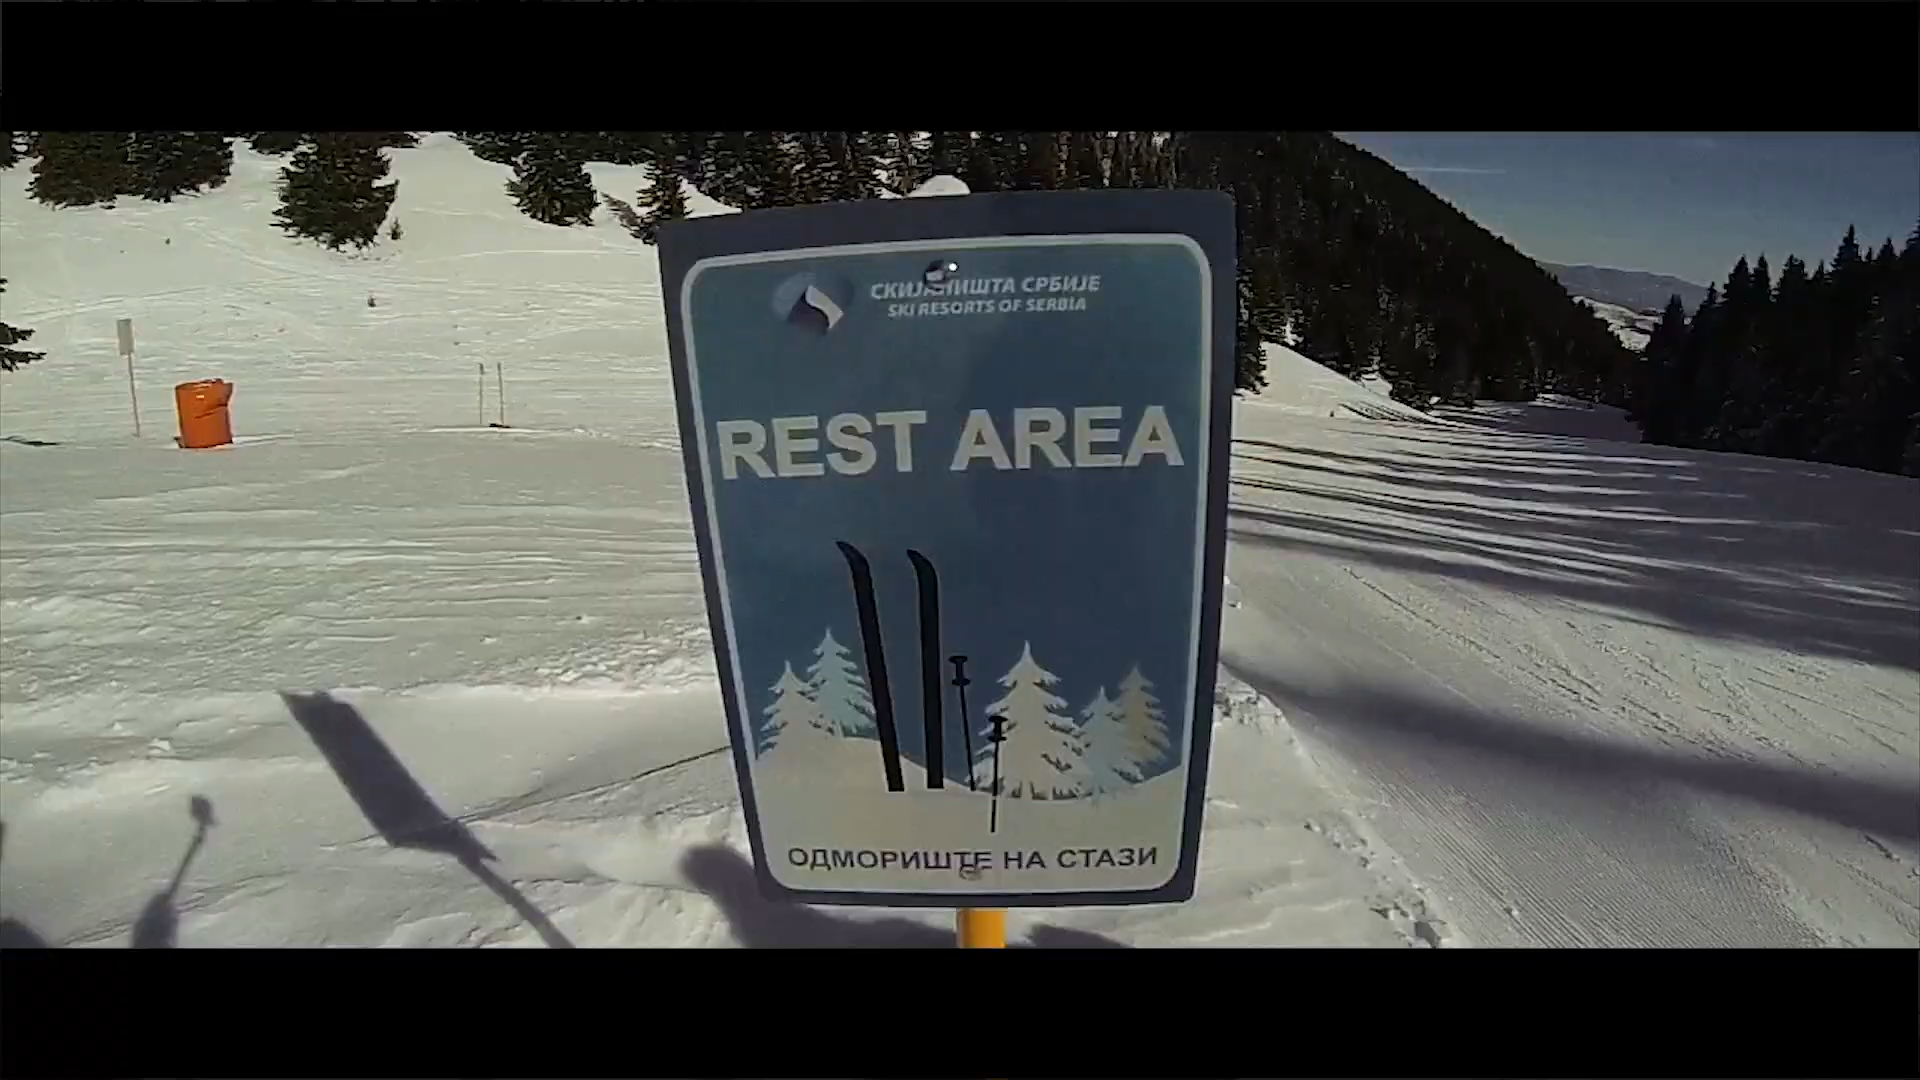 СКИЈАЛИШТА СРБИЈЕ
SKI RESORTS OF SERBIA
REST AREA
ОДМОРИШТЕ НА СТАЗИ